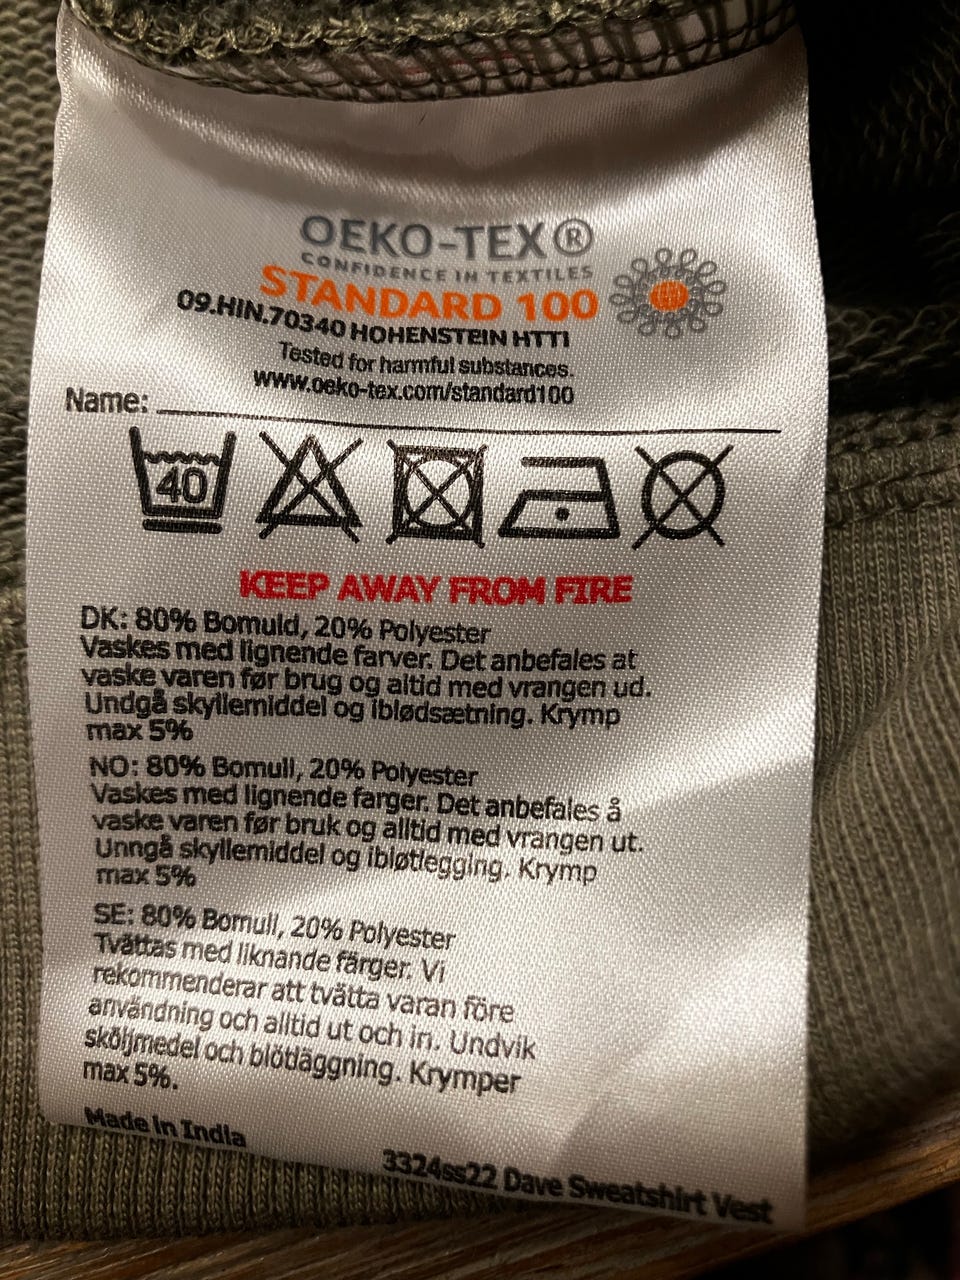 OEKO-TEX®
CONFIDENCE IN TEXTILES
STANDARD 100
09.HIN.70340 HOHENSTEIN HTTI
Tested for harmful substances.
www.oeko-tex.com/standard100
Name:
40
KEEP AWAY FROM FIRE
DK: 80% Bomuld, 20% Polyester
Vaskes med lignende farver. Det anbefales at
vaske varen før brug og altid med vrangen ud.
Undgå skyllemiddel og iblødsætning. Krymp
max 5%
NO: 80% Bomull, 20% Polyester
Vaskes med lignende farger. Det anbefales å
vaske varen før bruk og alltid med vrangen ut.
Unngå skyllemiddel og ibløtlegging. Krymp
max 5%
SE: 80% Bomull, 20% Polyester
Tvättas med liknande färger. Vi
rekommenderar att tvätta varan före
användning och alltid ut och in. Undvik
sköljmedel och blötläggning. Krymper
max 5%.
Made in India
3324ss22 Dave Sweatshirt Vest